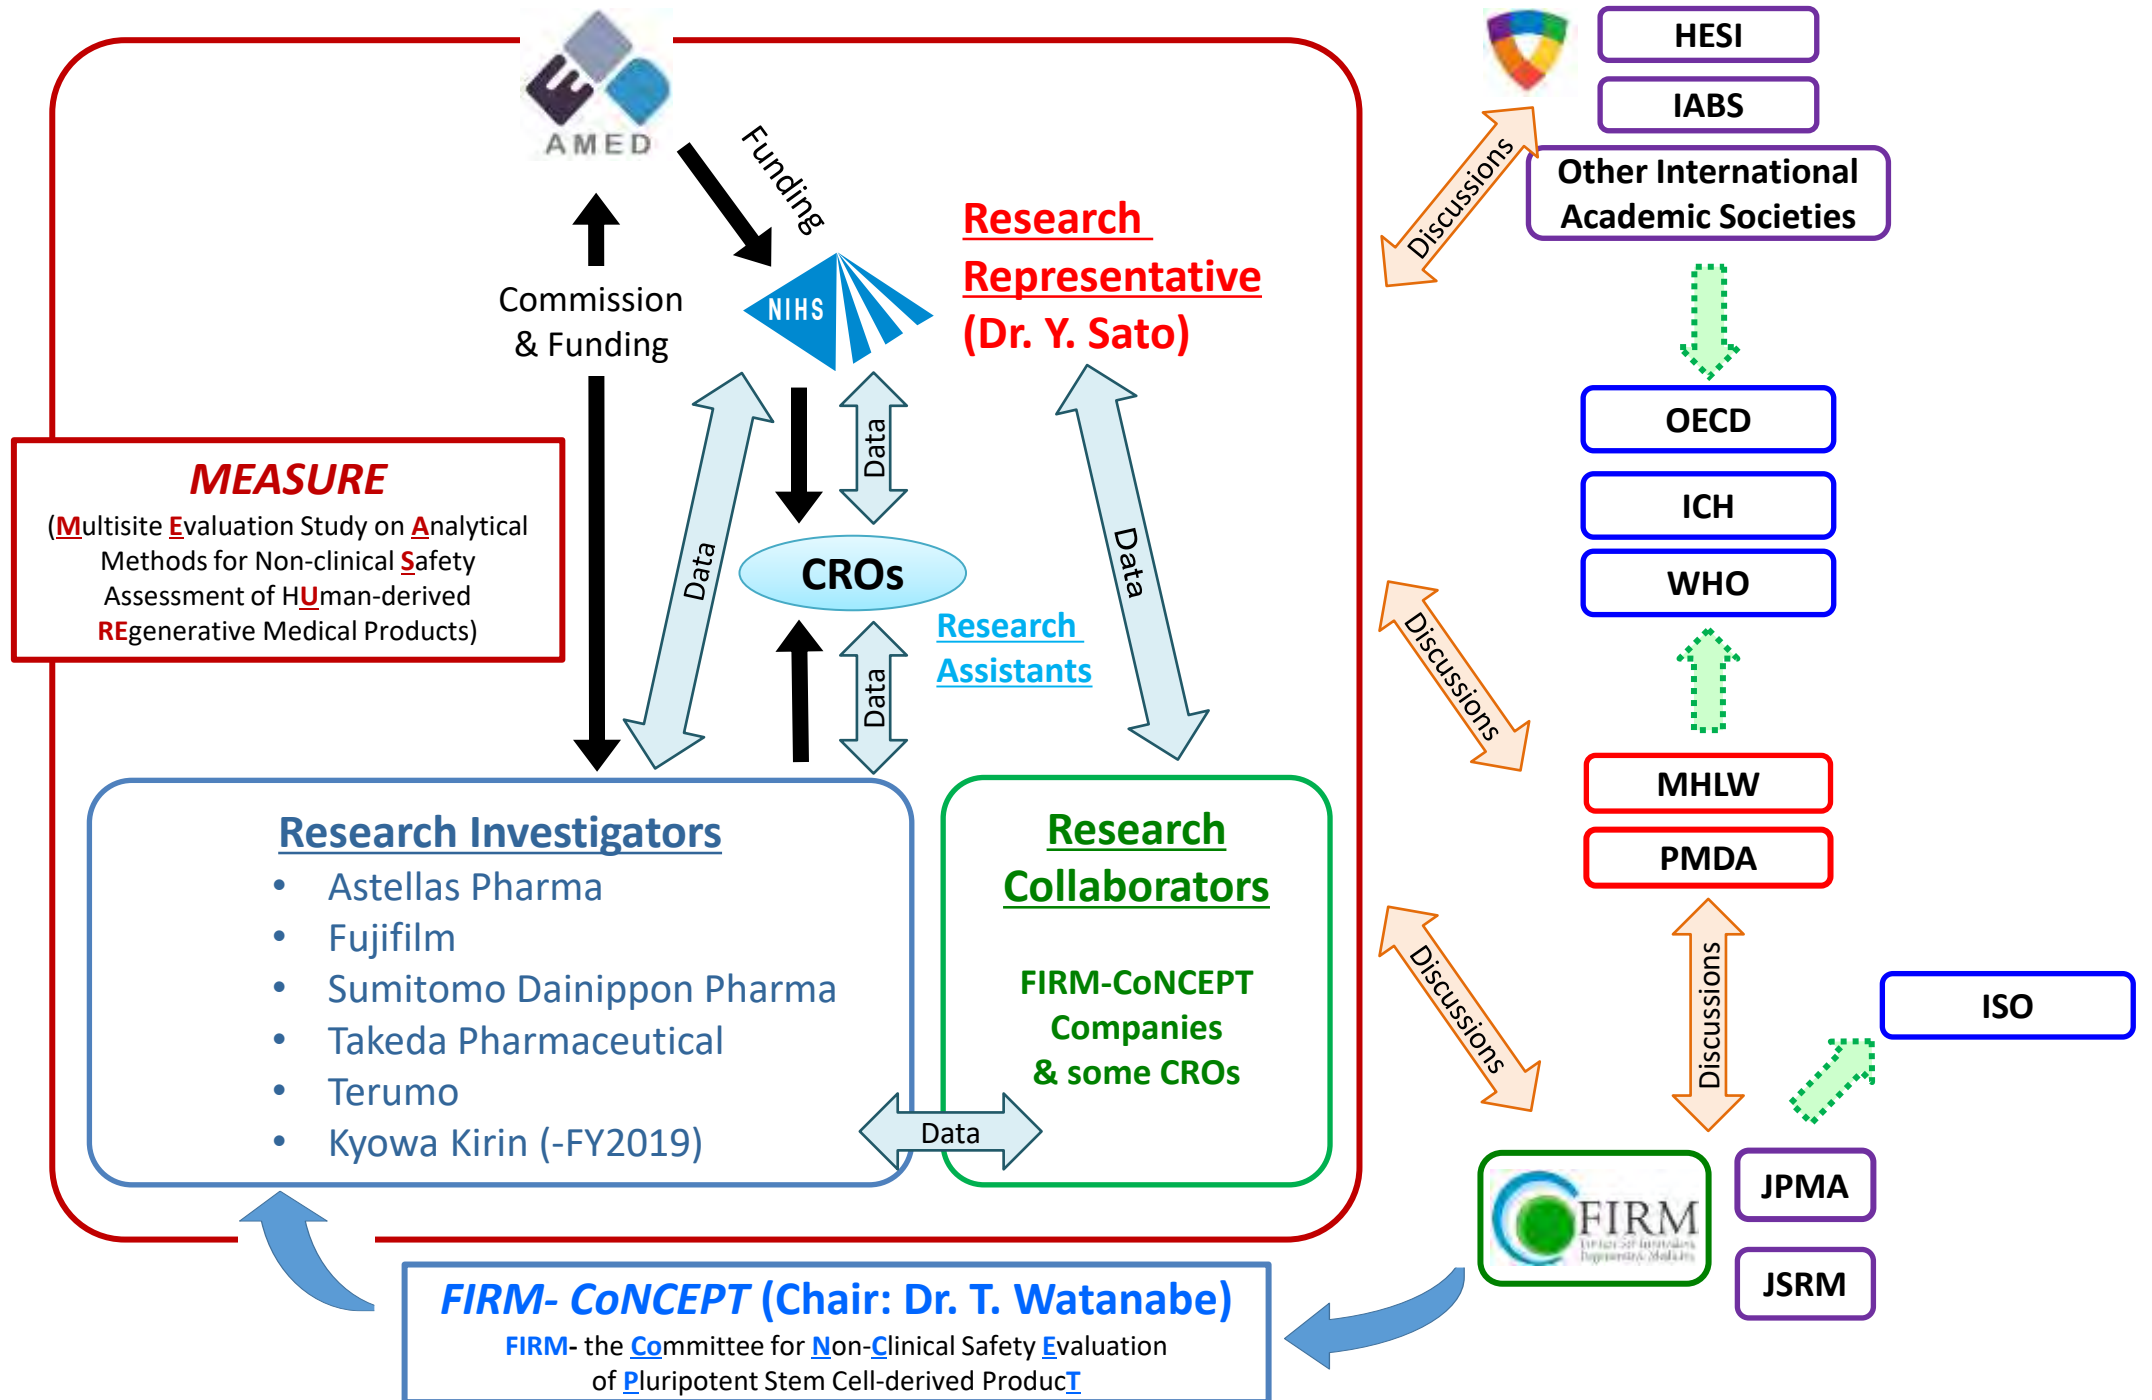 AMED
Funding
Commission
& Funding
NIHS
Research
Representative
(Dr. Y. Sato)
MEASURE
(Multisite Evaluation Study on Analytical
Methods for Non-clinical Safety
Assessment of HUman-derived
REgenerative Medical Products)
Data
Data
Data
CROs
Research
Assistants
Data
Research Investigators
• Astellas Pharma
• Fujifilm
• Sumitomo Dainippon Pharma
• Takeda Pharmaceutical
• Terumo
• Kyowa Kirin (-FY2019)
Data
Research
Collaborators
FIRM-CoNCEPT
Companies
& some CROs
FIRM- CoNCEPT (Chair: Dr. T. Watanabe)
FIRM- the Committee for Non-Clinical Safety Evaluation
of Pluripotent Stem Cell-derived ProducT
HESI
IABS
Other International
Academic Societies
Discussions
OECD
ICH
WHO
Discussions
MHLW
PMDA
Discussions
Discussions
ISO
FIRM
JPMA
JSRM